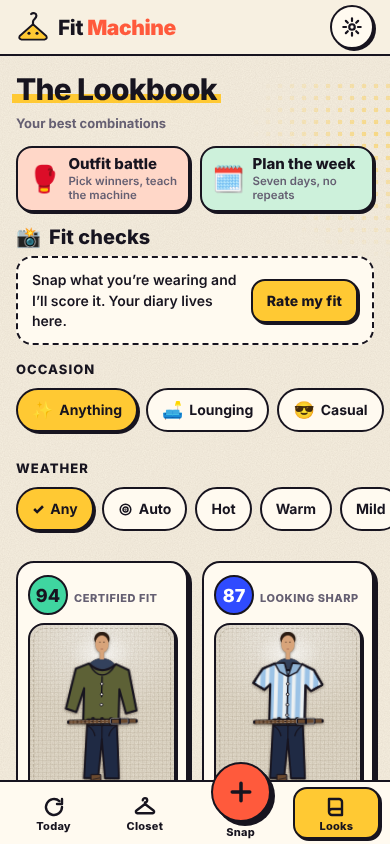 Fit Machine
The Lookbook
Your best combinations
Outfit battle
Pick winners, teach
the machine
Plan the week
Seven days, no
repeats
Fit checks
Snap what you're wearing and
I'll score it. Your diary lives
here.
Rate my fit
OCCASION
Anything
Lounging
Casual
WEATHER
Any
Auto
Hot
Warm
Mild
94 CERTIFIED FIT
87 LOOKING SHARP
Today
Closet
Snap
Looks